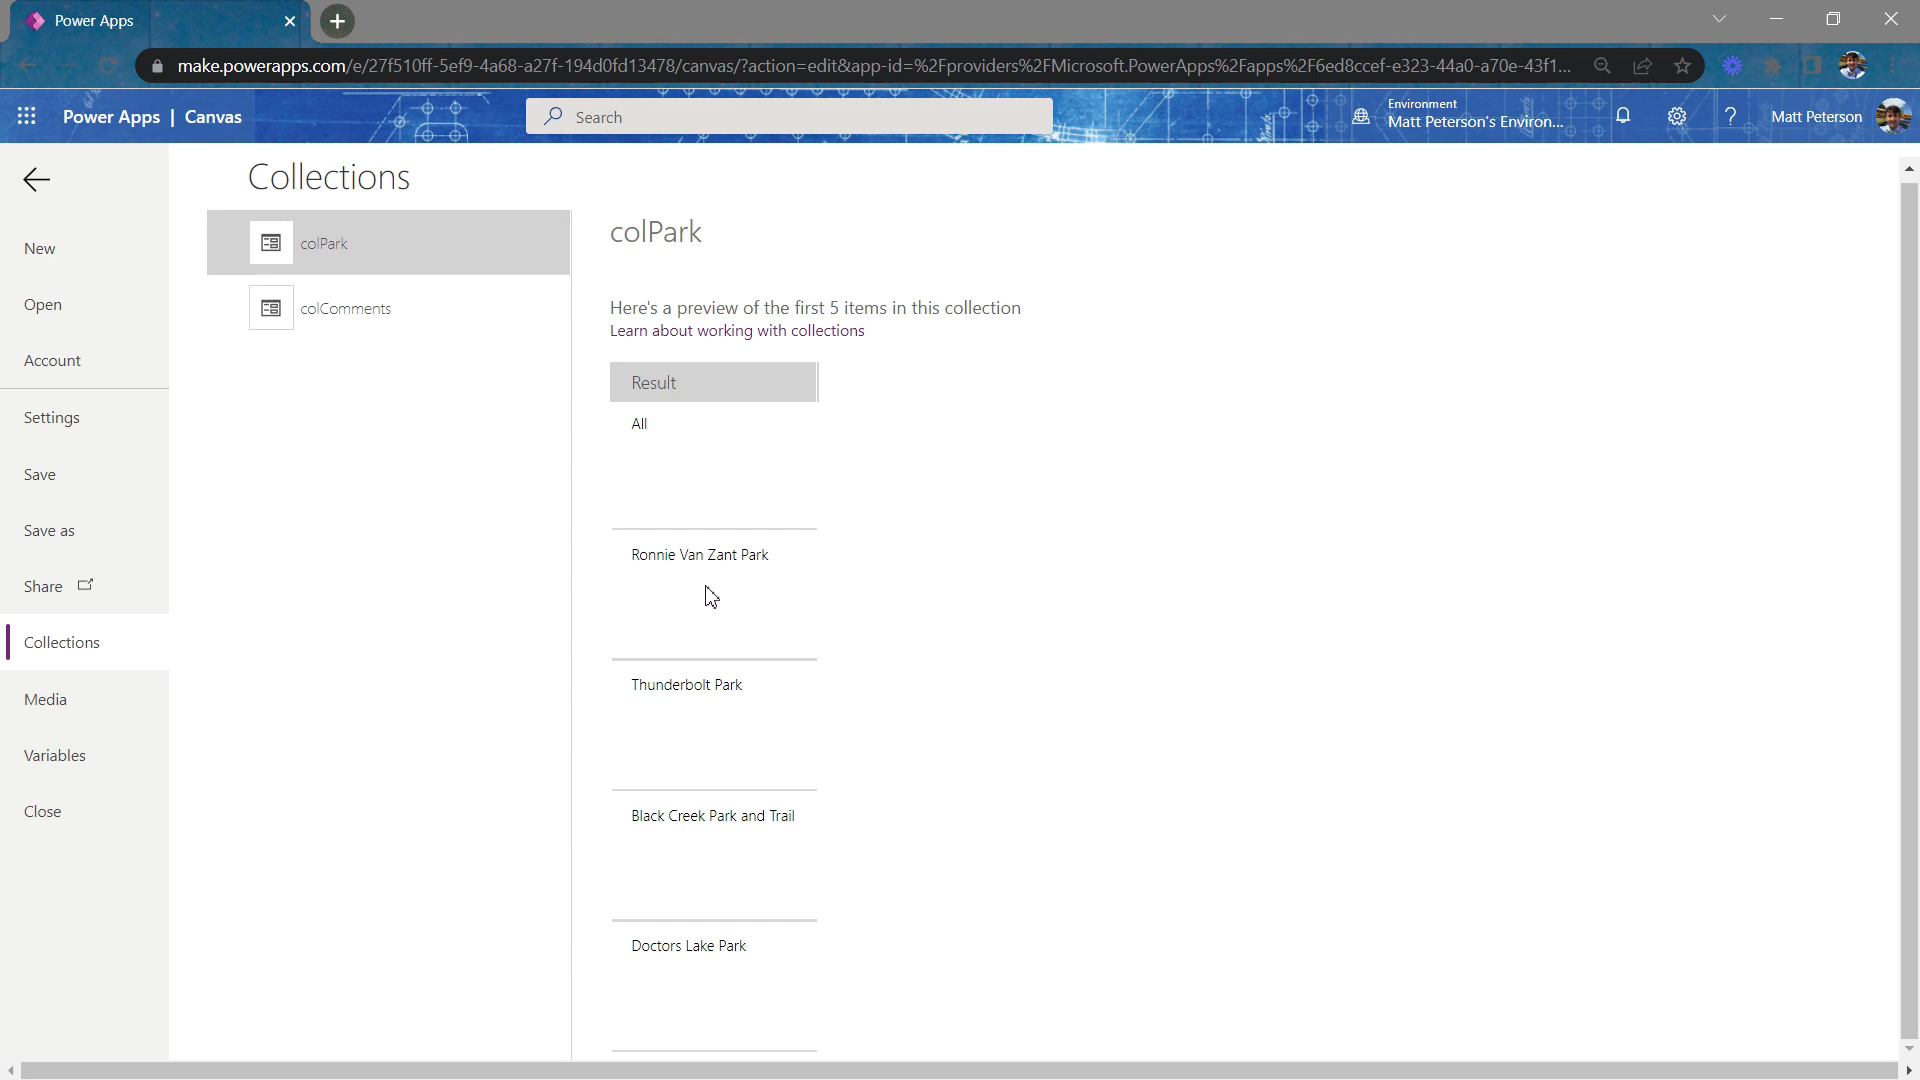 Power Apps
make.powerapps.com/e/27f510ff-5ef9-4a68-a27f-194d0fd13478/canvas/?action=edit&app-id=%2Fproviders%2FMicrosoft.PowerApps%2Fapps%2F6ed8ccef-e323-44a0-a70e-43f1...
Power Apps | Canvas
Search
Environment
Matt Peterson's Environ...
?
Matt Peterson
New
Open
Account
Settings
Save
Save as
Share
Collections
Media
Variables
Close
Collections
colPark
colComments
colPark
Here's a preview of the first 5 items in this collection
Learn about working with collections
Result
All
Ronnie Van Zant Park
Thunderbolt Park
Black Creek Park and Trail
Doctors Lake Park